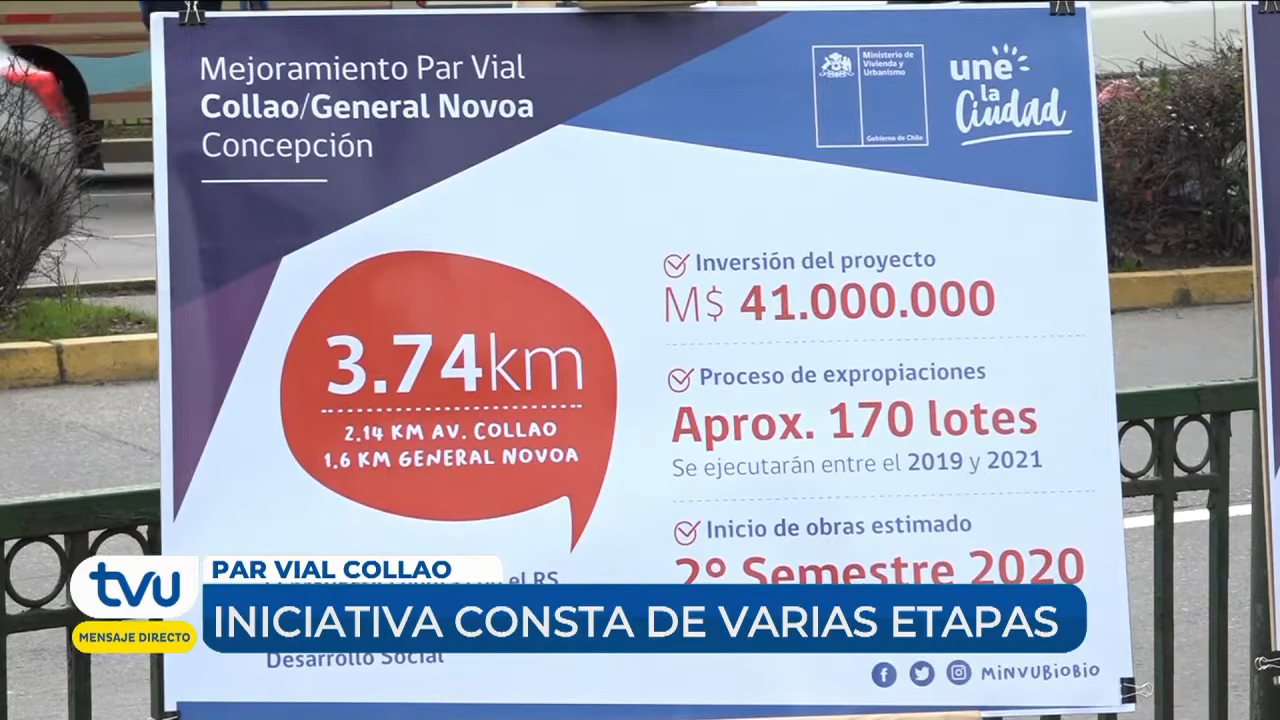 Mejoramiento Par Vial
Collao/General Novoa
Concepción
Ministerio de
Vivienda y
Urbanismo
Gobierno de Chile
une
la
Ciudad
3.74km
2.14 KM AV. COLLAO
1.6 KM GENERAL NOVOA
Inversión del proyecto
M$ 41.000.000
Proceso de expropiaciones
Aprox. 170 lotes
Se ejecutarán entre el 2019 y 2021
Inicio de obras estimado
2º Semestre 2020
el RS
Desarrollo Social
MINVUBIOBIO
tvu
MENSAJE DIRECTO
PAR VIAL COLLAO
INICIATIVA CONSTA DE VARIAS ETAPAS